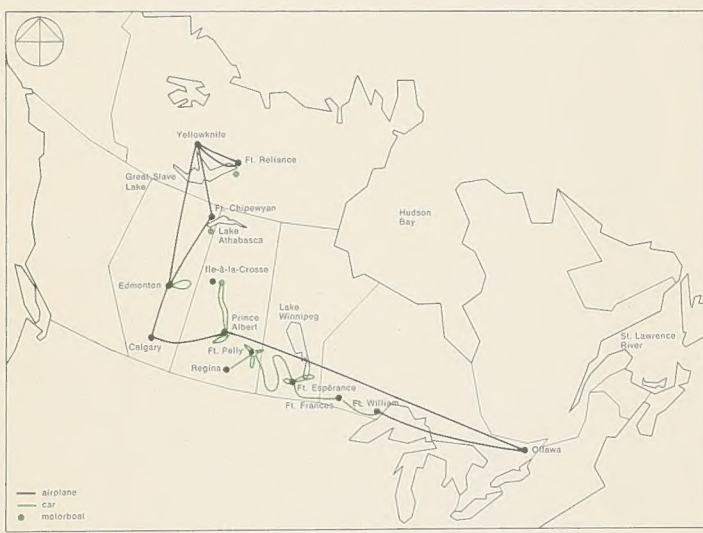 Yellowknife
Ft. Reliance
Great Slave
Lake
Ft. Chipewyan
Lake
Athabasca
Hudson
Bay
Edmonton
Ile-à-la-Crosse
Prince
Albert
Lake
Winnipeg
Calgary
Ft. Pelly
Regina
Ft. Espérance
Ft. Frances
Ft. William
St. Lawrence
River
Ottawa
airplane
car
motorboat